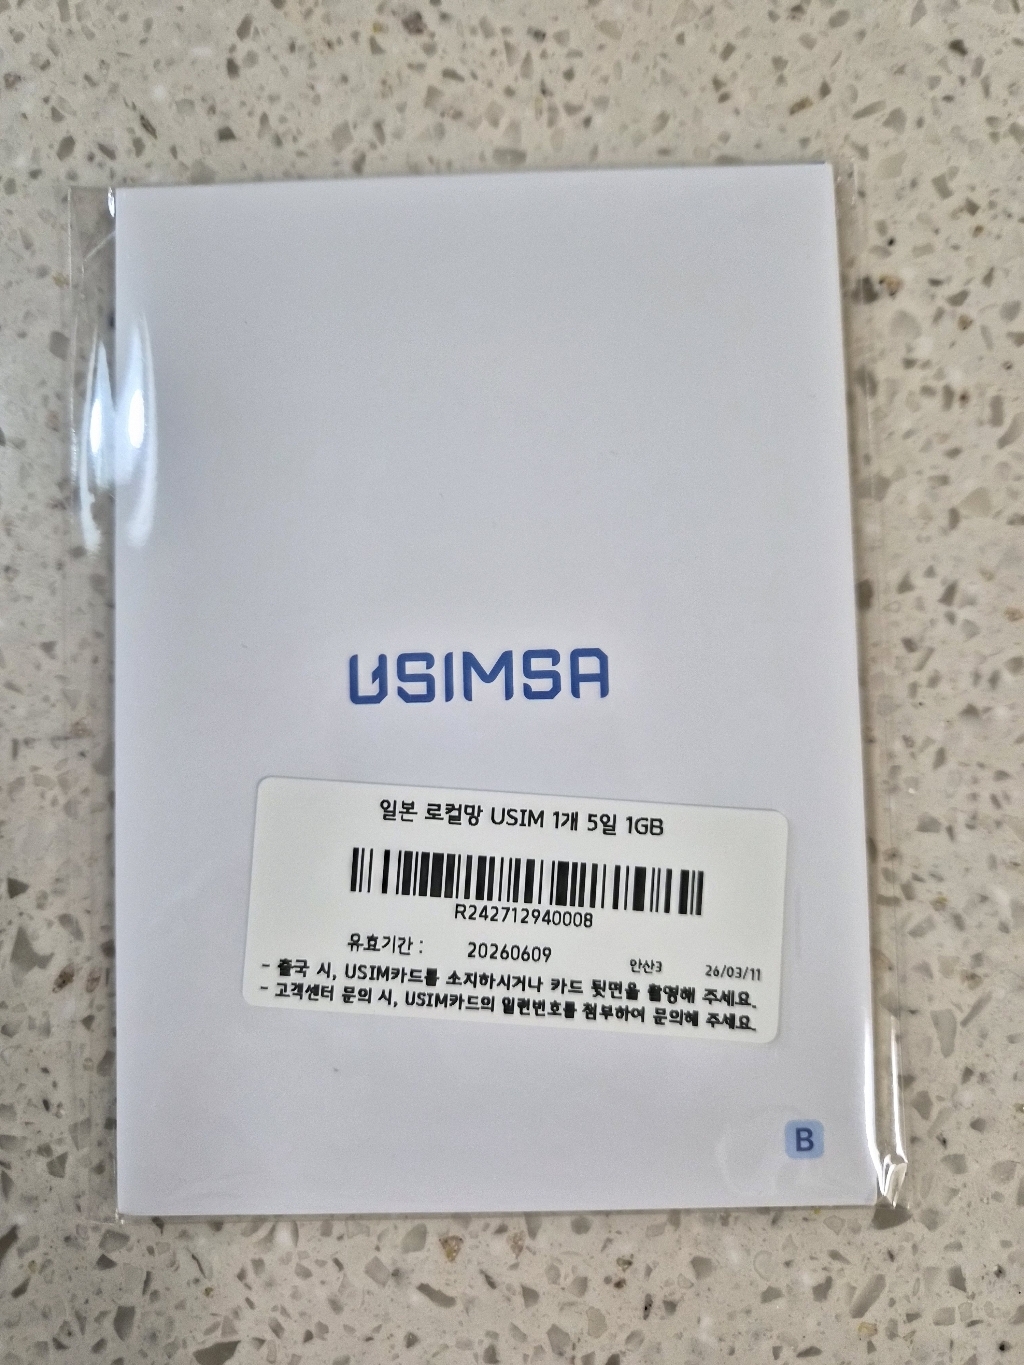 USIMSA
일본 로컬망 USIM 1개 5일 1GB
R242712940008
유효기간 : 20260609
안산3 26/03/11
- 출국 시, USIM카드를 소지하시거나 카드 뒷면을 촬영해 주세요.
- 고객센터 문의 시, USIM카드의 일련번호를 첨부하여 문의해 주세요.
B